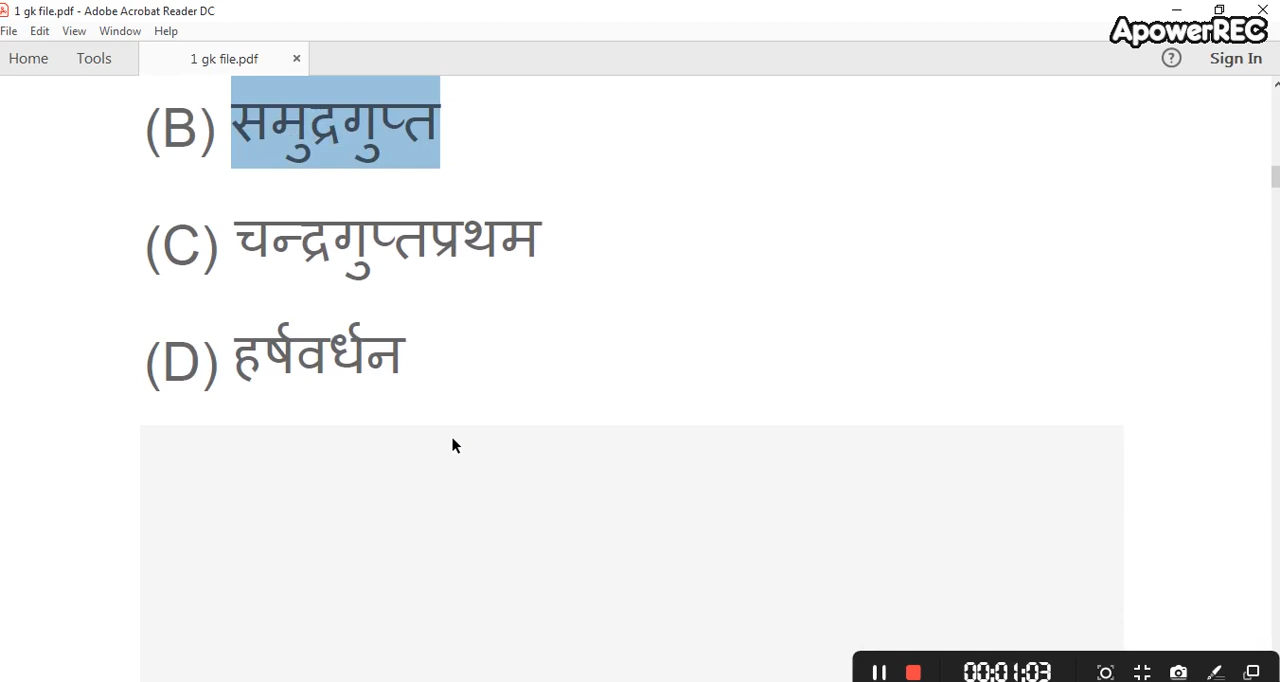 1 gk file.pdf - Adobe Acrobat Reader DC
File Edit View Window Help
ApowerREC
Home Tools 1 gk file.pdf × ? Sign In
(B) समुद्रगुप्त
(C) चन्द्रगुप्तप्रथम
(D) हर्षवर्धन
00:01:03